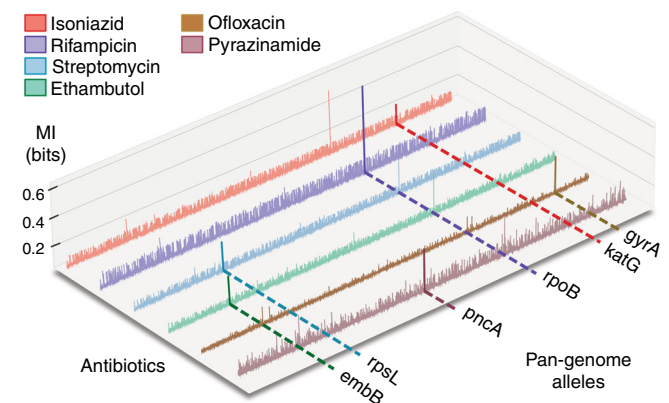 Isoniazid
Rifampicin
Streptomycin
Ethambutol
Ofloxacin
Pyrazinamide
MI
(bits)
0.6
0.4
0.2
gyrA
katG
rpoB
pncA
rpsL
embB
Antibiotics
Pan-genome
alleles